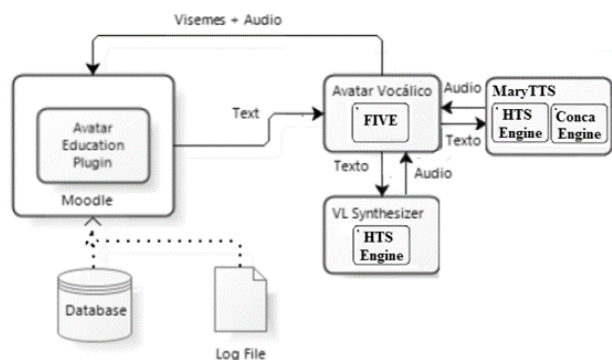 Visemes + Audio
Avatar
Education
Plugin
Moodle
Text
Avatar Vocálico
FIVE
Audio
Texto
MaryTTS
HTS
Engine
Conca
Engine
Texto
Audio
VL Synthesizer
HTS
Engine
Database
Log File